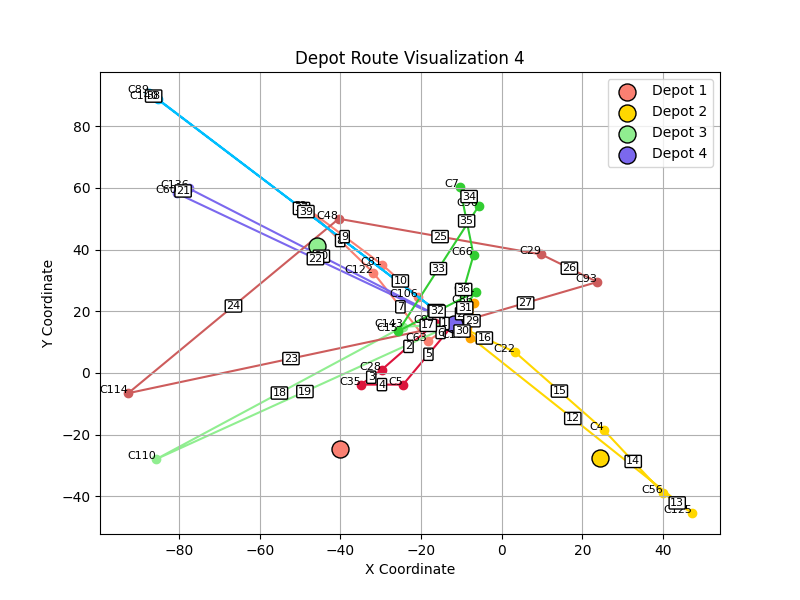 Depot Route Visualization 4
Depot 1
Depot 2
Depot 3
Depot 4
Y Coordinate
80
60
40
20
0
−20
−40
−80
−60
−40
−20
0
20
40
X Coordinate
C89
C136
21
C7
34
C48
39
35
25
9
C29
22
C81
C122
33
26
C66
C93
10
C106
36
24
7
31
27
32
C143
17
29
30
6
16
C63
2
5
C22
23
C28
3
C35
4
C5
C114
18
19
15
12
C4
C110
14
C56
13
C125